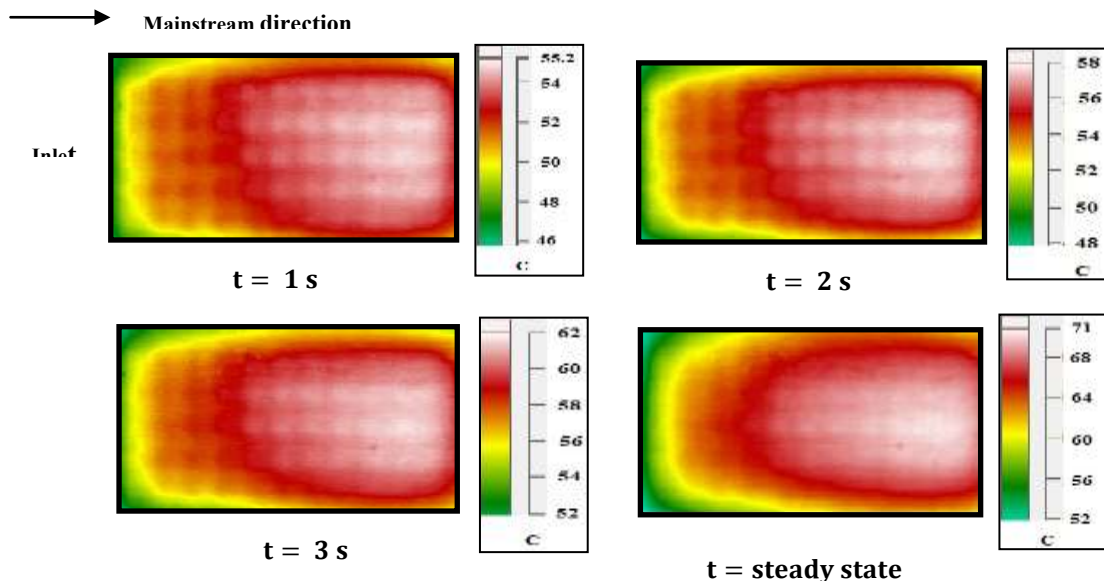 Mainstream direction
Inlet
55.2
54
52
50
48
46
C
t = 1 s
58
56
54
52
50
48
C
t = 2 s
62
60
58
56
54
52
C
t = 3 s
71
68
64
60
56
52
C
t = steady state